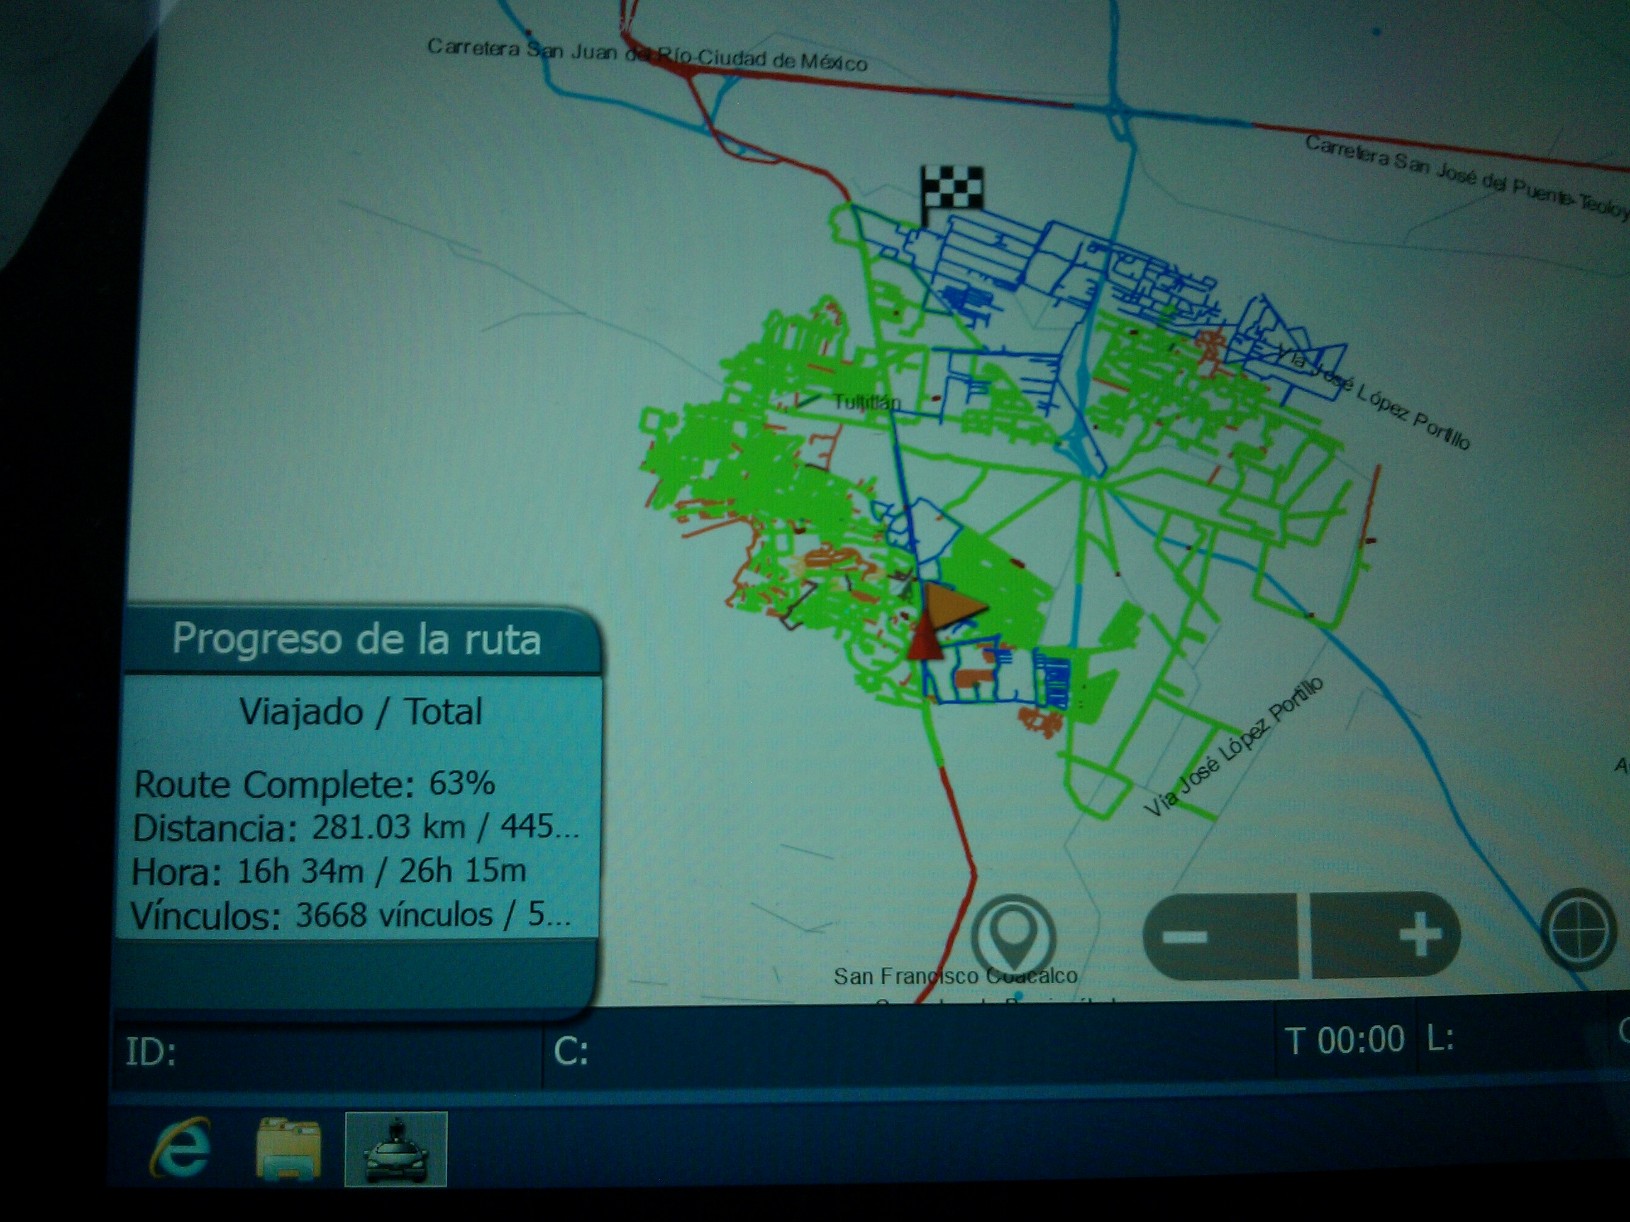 57
Carretera San Juan del Río-Ciudad de México
Carretera San José del Puente-Teoloy
Vía José López Portillo
Tultitlán
Progreso de la ruta
Viajado / Total
Route Complete: 63%
Distancia: 281.03 km / 445...
Hora: 16h 34m / 26h 15m
Vínculos: 3668 vínculos / 5...
Vía José López Portillo
San Francisco Coacalco
ID:
C:
T 00:00
L: